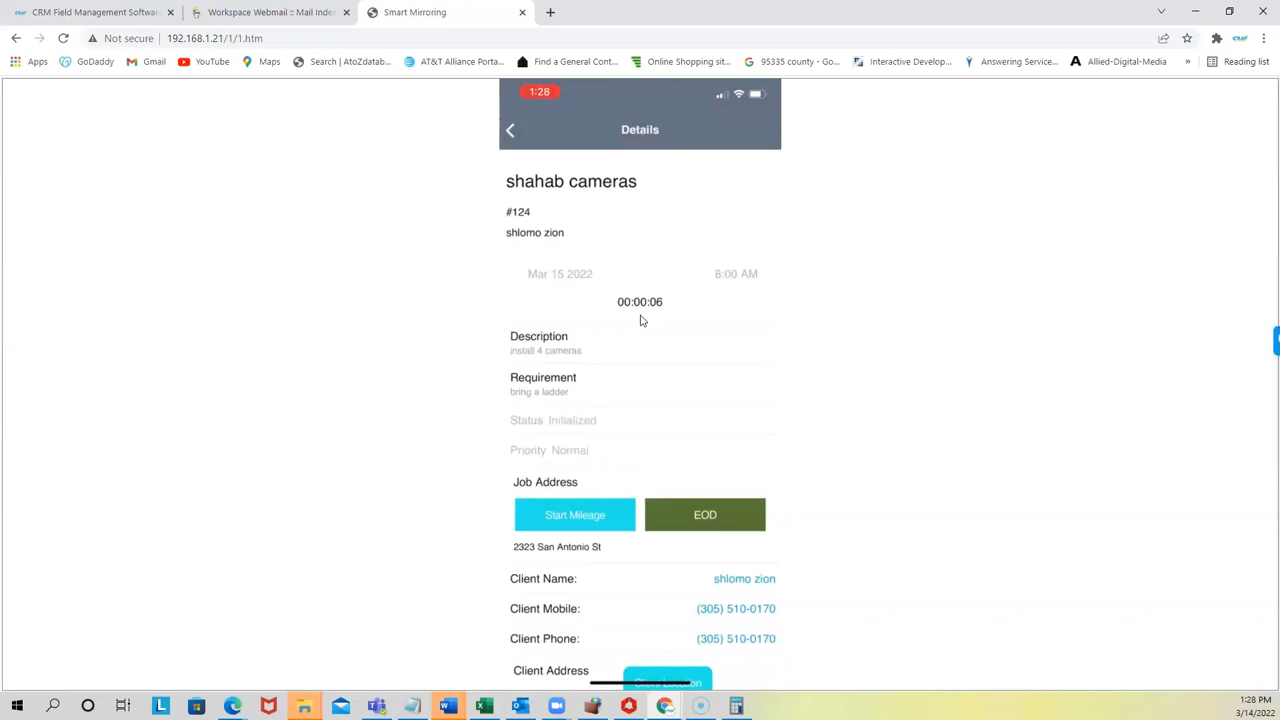 CRM Field Management Softwar
Workspace Webmail :: Mail Index
Smart Mirroring
Not secure
192.168.1.21/1/1.htm
Apps
GoDaddy
Gmail
YouTube
Maps
Search | AtoZdatab...
AT&T Alliance Porta...
Find a General Cont...
Online Shopping sit...
95335 county - Go...
Interactive Develop...
Answering Service...
Allied-Digital-Media
»
Reading list
1:28
Details
shahab cameras
#124
shlomo zion
Mar 15 2022
8:00 AM
00:00:06
Description
install 4 cameras
Requirement
bring a ladder
Status Initialized
Priority Normal
Job Address
Start Mileage
EOD
2323 San Antonio St
Client Name:
shlomo zion
Client Mobile:
(305) 510-0170
Client Phone:
(305) 510-0170
Client Address
Client Location
1:28 PM
3/14/2022